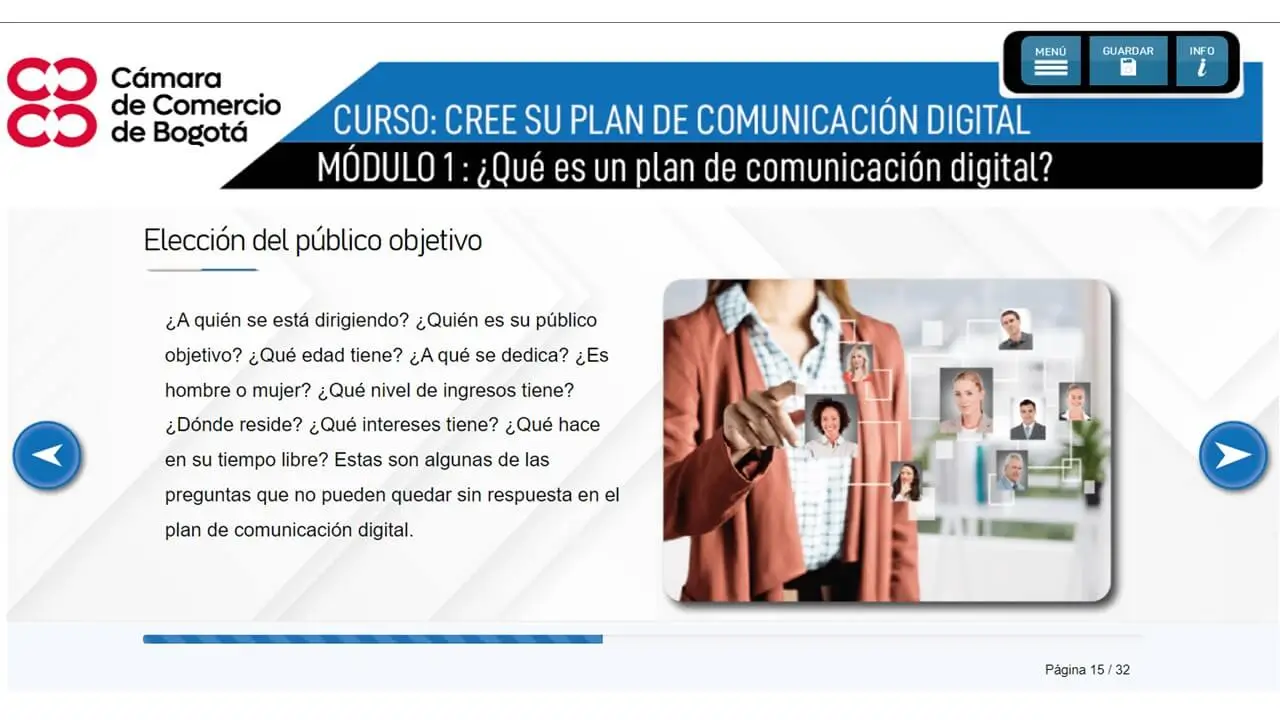 MENÚ
GUARDAR
INFO
Cámara
de Comercio
de Bogotá
CURSO: CREE SU PLAN DE COMUNICACIÓN DIGITAL
MÓDULO 1 : ¿Qué es un plan de comunicación digital?
Elección del público objetivo
¿A quién se está dirigiendo? ¿Quién es su público
objetivo? ¿Qué edad tiene? ¿A qué se dedica? ¿Es
hombre o mujer? ¿Qué nivel de ingresos tiene?
¿Dónde reside? ¿Qué intereses tiene? ¿Qué hace
en su tiempo libre? Estas son algunas de las
preguntas que no pueden quedar sin respuesta en el
plan de comunicación digital.
Página 15 / 32